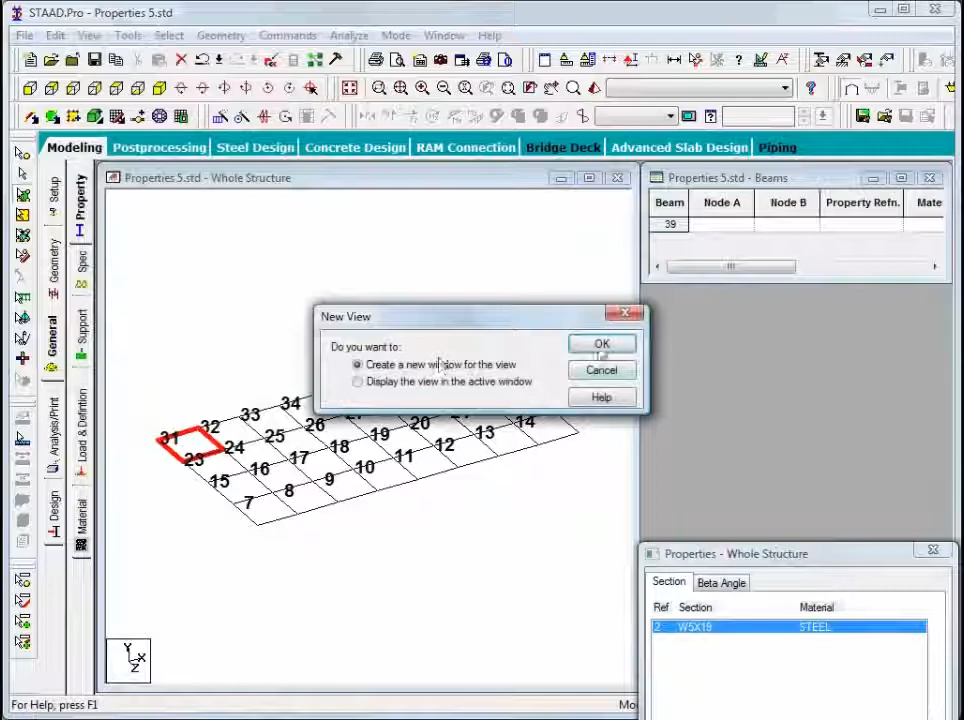 STAAD.Pro - Properties 5.std
File Edit View Tools Select Geometry Commands Analyze Mode Window Help
Modeling Postprocessing Steel Design Concrete Design RAM Connection Bridge Deck Advanced Slab Design Piping
Setup
Geometry
General
Analysis/Print
Design
Property
Spec
Support
Load & Definition
Material
Properties 5.std - Whole Structure
Properties 5.std - Beams
Beam Node A Node B Property Refn. Mate
39
New View
Do you want to:
Create a new window for the view
Display the view in the active window
OK
Cancel
Help
31 32 33 34
23 24 25 26 20
15 16 17 18 19
7 8 9 10 11 12 13 14
Y
X
Z
Properties - Whole Structure
Section Beta Angle
Ref Section Material
2 W5X19 STEEL
For Help, press F1
Mo